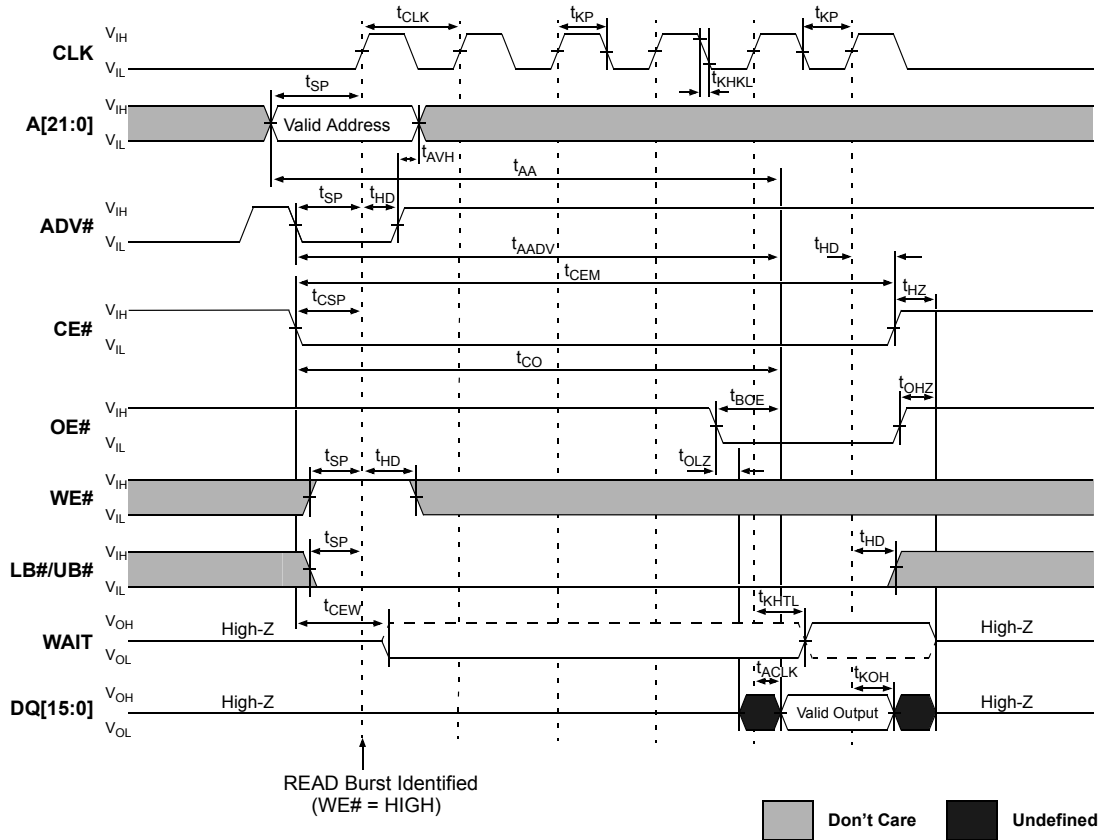 tCLK tKP tKP
VIH
CLK
VIL
tSP tKHKL
VIH
A[21:0] Valid Address
VIL
tAVH
tAA
tSP tHD
VIH
ADV#
VIL
tAADV tHD
tCEM
tCSP tHZ
VIH
CE#
VIL
tCO
tBOE tOHZ
VIH
OE#
VIL
tSP tHD tOLZ
VIH
WE#
VIL
tSP tHD
VIH
LB#/UB#
VIL
tCEW tKHTL
VOH
WAIT High-Z High-Z
VOL
tACLK tKOH
VOH
DQ[15:0] High-Z Valid Output High-Z
VOL
READ Burst Identified
(WE# = HIGH)
Don't Care Undefined